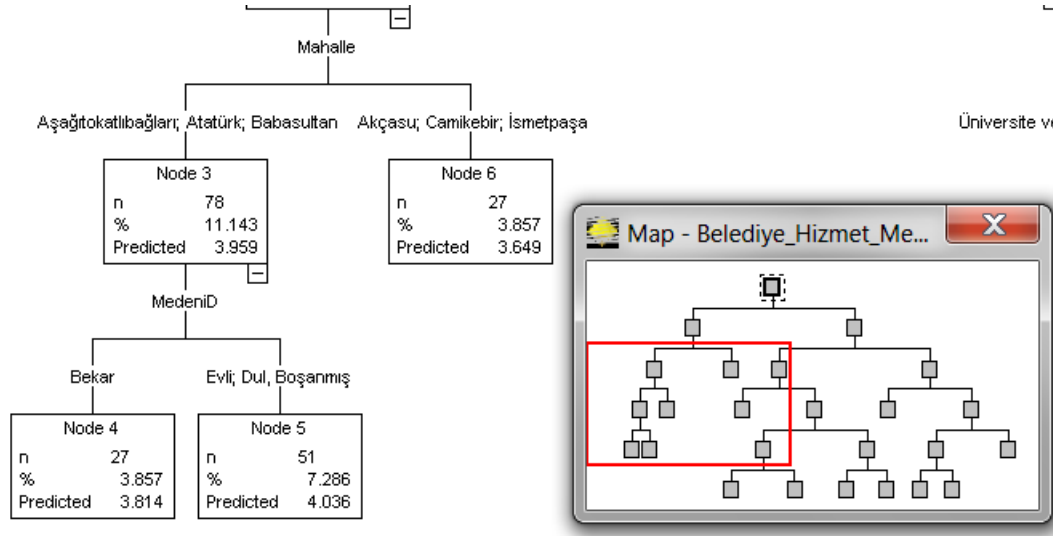 Mahalle
Aşağıtokatlıbağları; Atatürk; Babasultan
Akçasu; Camikebir; İsmetpaşa
Üniversite
Node 3
n 78
% 11.143
Predicted 3.959
Node 6
n 27
% 3.857
Predicted 3.649
Map - Belediye_Hizmet_Me...
MedeniD
Bekar
Evli; Dul, Boşanmış
Node 4
n 27
% 3.857
Predicted 3.814
Node 5
n 51
% 7.286
Predicted 4.036